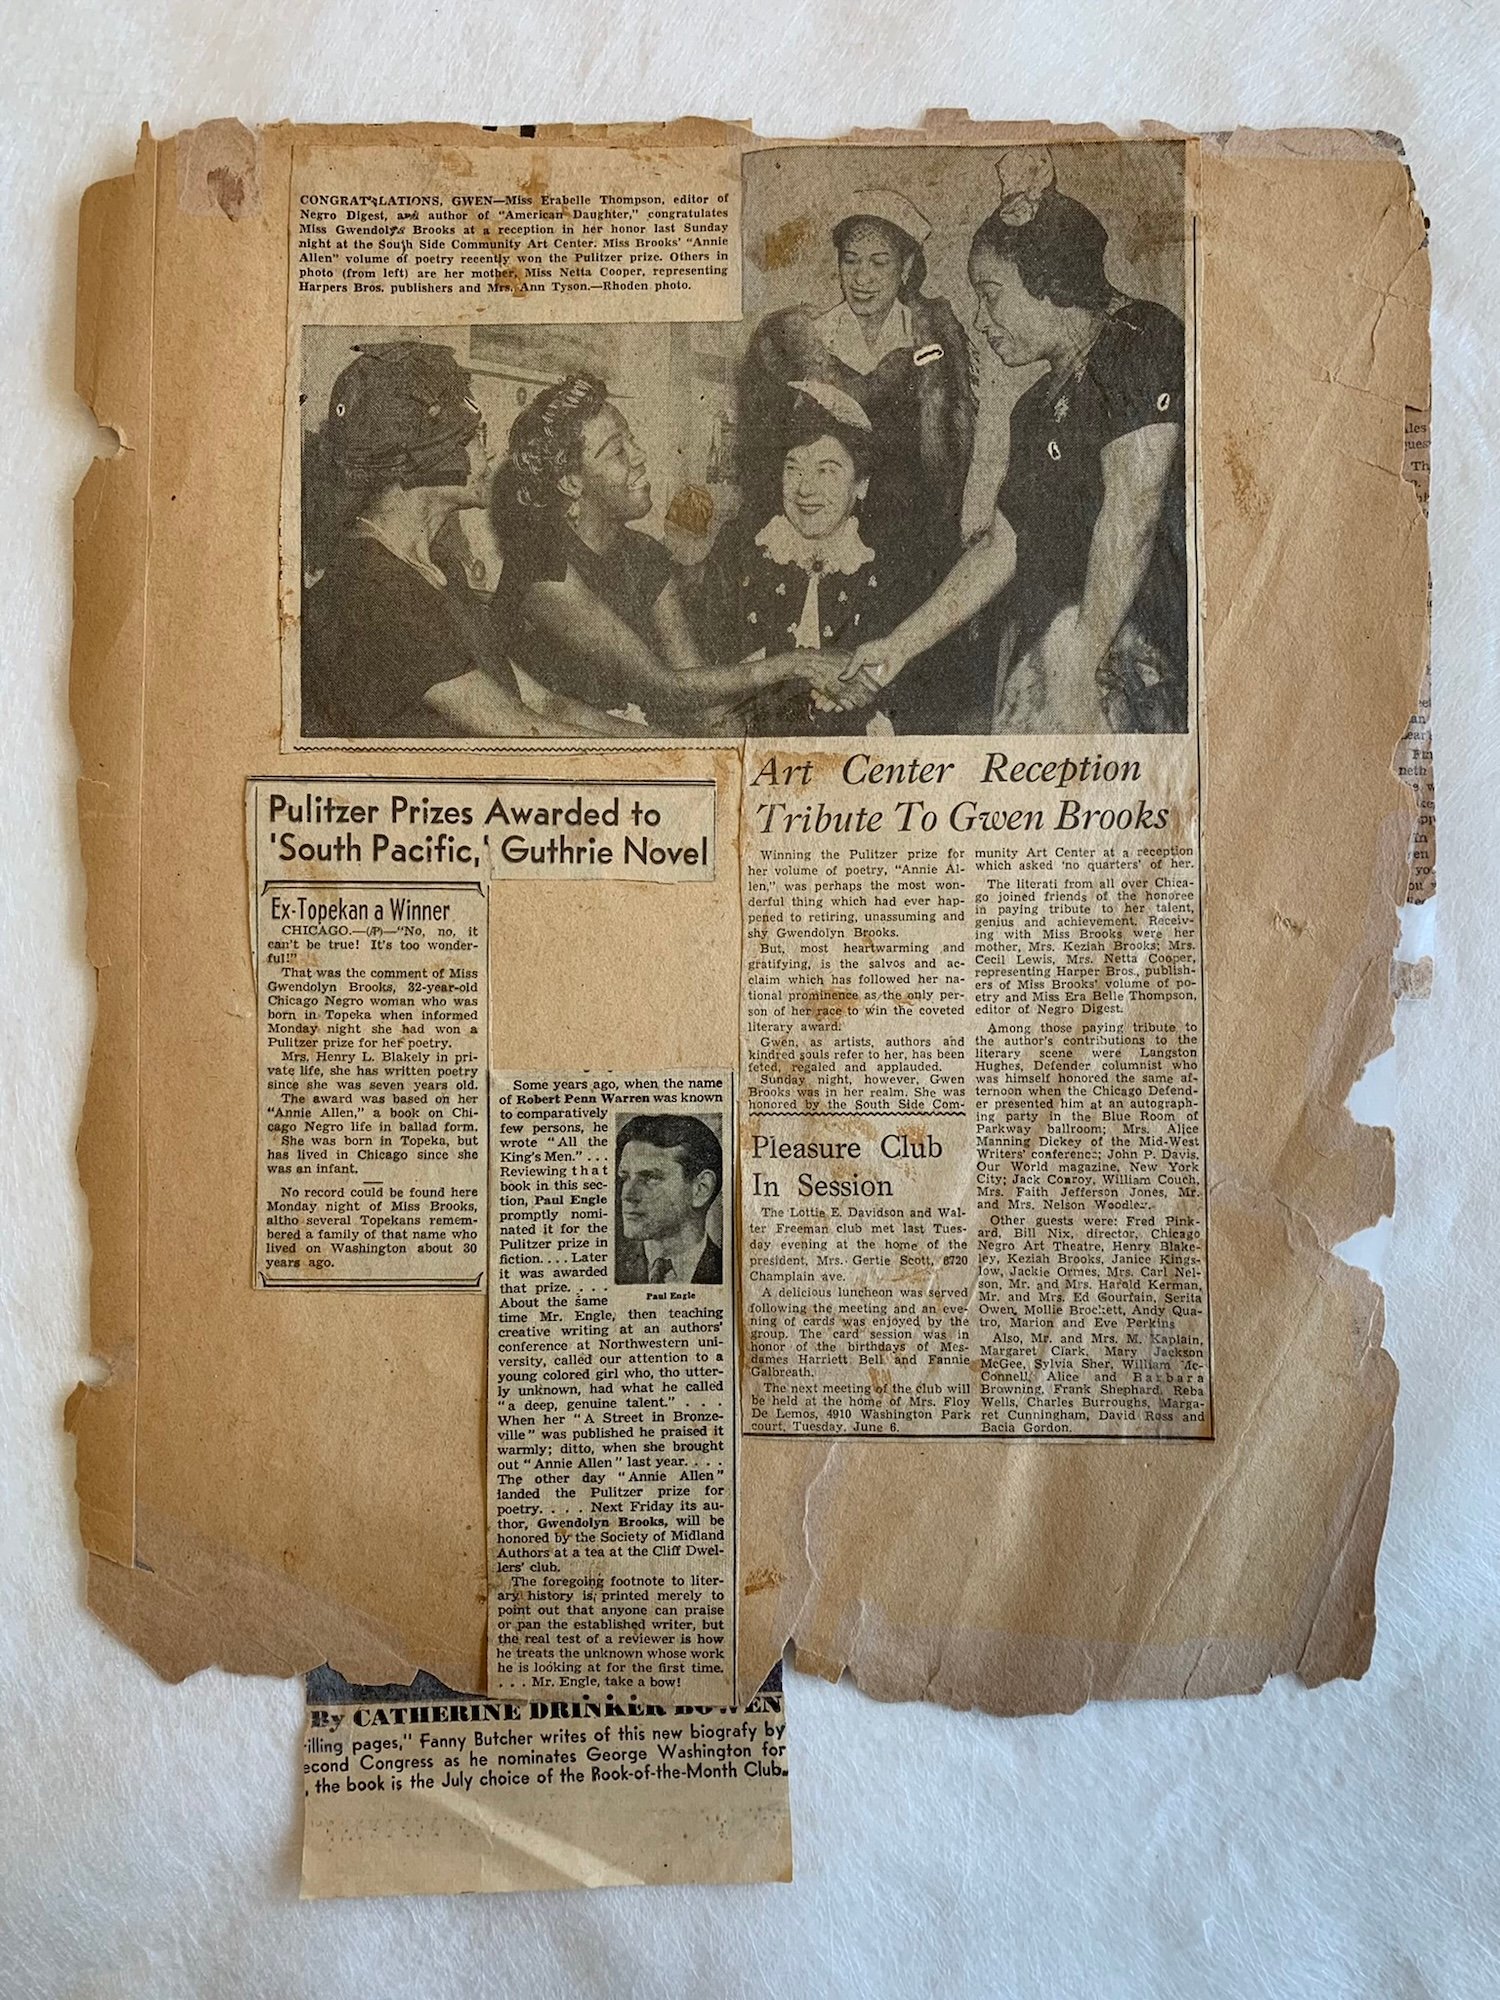 CONGRATULATIONS, GWEN—Miss Erabelle Thompson, editor of
Negro Digest, and author of "American Daughter," congratulates
Miss Gwendolyn Brooks at a reception in her honor last Sunday
night at the South Side Community Art Center. Miss Brooks' "Annie
Allen" volume of poetry recently won the Pulitzer prize. Others in
photo (from left) are her mother, Miss Netta Cooper, representing
Harpers Bros. publishers and Mrs. Ann Tyson.—Rhoden photo.
Pulitzer Prizes Awarded to
'South Pacific,' Guthrie Novel
Ex-Topekan a Winner
CHICAGO.—(AP)—"No, no, it
can't be true! It's too wonder-
ful!"
That was the comment of Miss
Gwendolyn Brooks, 32-year-old
Chicago Negro woman who was
born in Topeka when informed
Monday night she had won a
Pulitzer prize for her poetry.
Mrs. Henry L. Blakely in pri-
vate life, she has written poetry
since she was seven years old.
The award was based on her
"Annie Allen," a book on Chi-
cago Negro life in ballad form.
She was born in Topeka, but
has lived in Chicago since she
was an infant.
No record could be found here
Monday night of Miss Brooks,
altho several Topekans remem-
bered a family of that name who
lived on Washington about 30
years ago.
Some years ago, when the name
of Robert Penn Warren was known
to comparatively
few persons, he
wrote "All the
King's Men." . . .
Reviewing that
book in this sec-
tion, Paul Engle
promptly nomi-
nated it for the
Pulitzer prize in
fiction. . . . Later
it was awarded
that prize. . . .
Paul Engle
About the same
time Mr. Engle, then teaching
creative writing at an authors'
conference at Northwestern uni-
versity, called our attention to a
young colored girl who, tho utter-
ly unknown, had what he called
"a deep, genuine talent." . . . .
When her "A Street in Bronze-
ville" was published he praised it
warmly; ditto, when she brought
out "Annie Allen" last year. . . .
The other day "Annie Allen"
landed the Pulitzer prize for
poetry. . . . . Next Friday its au-
thor, Gwendolyn Brooks, will be
honored by the Society of Midland
Authors at a tea at the Cliff Dwel-
lers' club.
The foregoing footnote to liter-
ary history is printed merely to
point out that anyone can praise
or pan the established writer, but
the real test of a reviewer is how
he treats the unknown whose work
he is looking at for the first time.
. . . Mr. Engle, take a bow!
Art Center Reception
Tribute To Gwen Brooks
Winning the Pulitzer prize for
her volume of poetry, "Annie Al-
len," was perhaps the most won-
derful thing which had ever hap-
pened to retiring, unassuming and
shy Gwendolyn Brooks.
But, most heartwarming and
gratifying, is the salvos and ac-
claim which has followed her na-
tional prominence as the only per-
son of her race to win the coveted
literary award.
Gwen, as artists, authors and
kindred souls refer to her, has been
feted, regaled and applauded.
Sunday night, however, Gwen
Brooks was in her realm. She was
honored by the South Side Com-
munity Art Center at a reception
which asked 'no quarters' of her.
The literati from all over Chica-
go joined friends of the honoree
in paying tribute to her talent,
genius and achievement. Receiv-
ing with Miss Brooks were her
mother, Mrs. Keziah Brooks; Mrs.
Cecil Lewis, Mrs. Netta Cooper,
representing Harper Bros., publish-
ers of Miss Brooks' volume of po-
etry and Miss Era Belle Thompson,
editor of Negro Digest.
Among those paying tribute to
the author's contributions to the
literary scene were Langston
Hughes, Defender columnist who
was himself honored the same af-
ternoon when the Chicago Defend-
er presented him at an autograph-
ing party in the Blue Room of
Parkway ballroom; Mrs. Alice
Manning Dickey of the Mid-West
Writers' conference; John P. Davis,
Our World magazine, New York
City; Jack Conroy, William Couch,
Mrs. Faith Jefferson Jones, Mr.
and Mrs. Nelson Woodley.
Other guests were: Fred Pink-
ard, Bill Nix, director, Chicago
Negro Art Theatre, Henry Blake-
ley, Keziah Brooks, Janice Kings-
low, Jackie Ormes, Mrs. Carl Nel-
son, Mr. and Mrs. Harold Kerman,
Mr. and Mrs. Ed Gourfain, Serita
Owen, Mollie Brockett, Andy Qua-
tro, Marion and Eve Perkins
Also, Mr. and Mrs. M. Kaplain,
Margaret Clark, Mary Jackson
McGee, Sylvia Sher, William Mc-
Connell, Alice and Barbara
Browning, Frank Shephard, Reba
Wells, Charles Burroughs, Marga-
ret Cunningham, David Ross and
Bacia Gordon.
Pleasure Club
In Session
The Lottie E. Davidson and Wal-
ter Freeman club met last Tues-
day evening at the home of the
president, Mrs. Gertie Scott, 6720
Champlain ave.
A delicious luncheon was served
following the meeting and an eve-
ning of cards was enjoyed by the
group. The card session was in
honor of the birthdays of Mes-
dames Harriett Bell and Fannie
Galbreath.
The next meeting of the club will
be held at the home of Mrs. Floy
De Lemos, 4910 Washington Park
court, Tuesday, June 6.
By CATHERINE DRINKER BOWEN
illing pages," Fanny Butcher writes of this new biografy by
econd Congress as he nominates George Washington for
, the book is the July choice of the Book-of-the-Month Club.